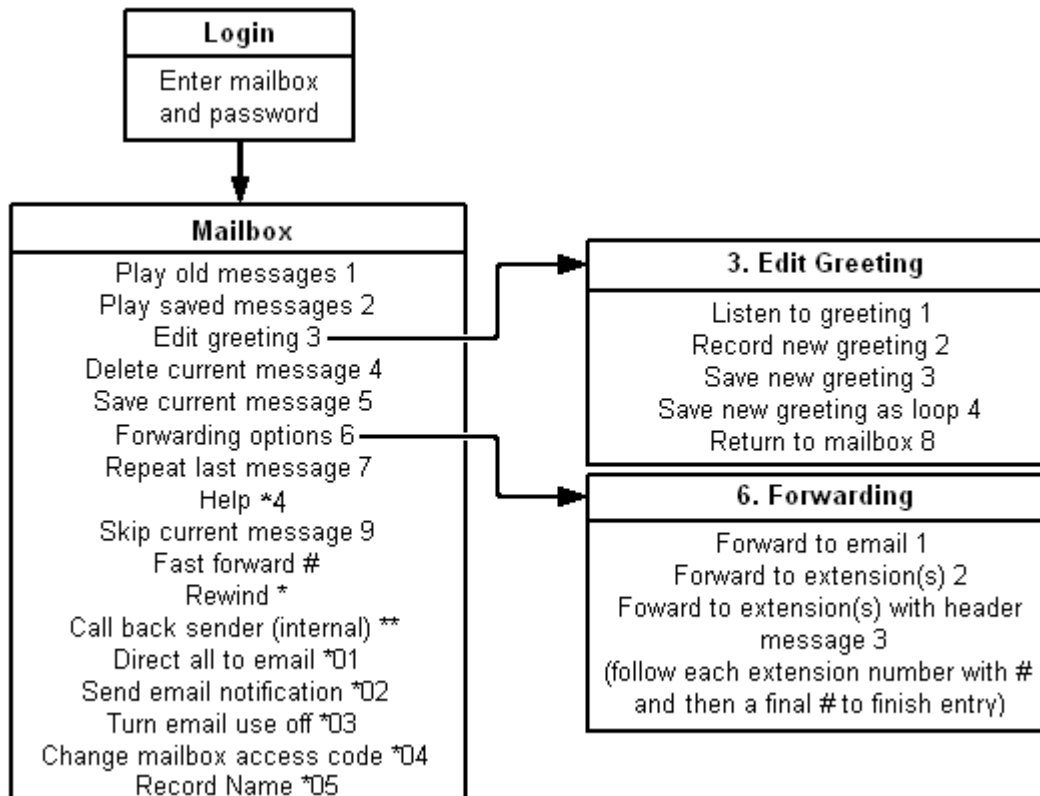 Login
Enter mailbox
and password
Mailbox
Play old messages 1
Play saved messages 2
Edit greeting 3
Delete current message 4
Save current message 5
Forwarding options 6
Repeat last message 7
Help *4
Skip current message 9
Fast forward #
Rewind *
Call back sender (internal) **
Direct all to email *01
Send email notification *02
Turn email use off *03
Change mailbox access code *04
Record Name *05
3. Edit Greeting
Listen to greeting 1
Record new greeting 2
Save new greeting 3
Save new greeting as loop 4
Return to mailbox 8
6. Forwarding
Forward to email 1
Forward to extension(s) 2
Foward to extension(s) with header
message 3
(follow each extension number with #
and then a final # to finish entry)